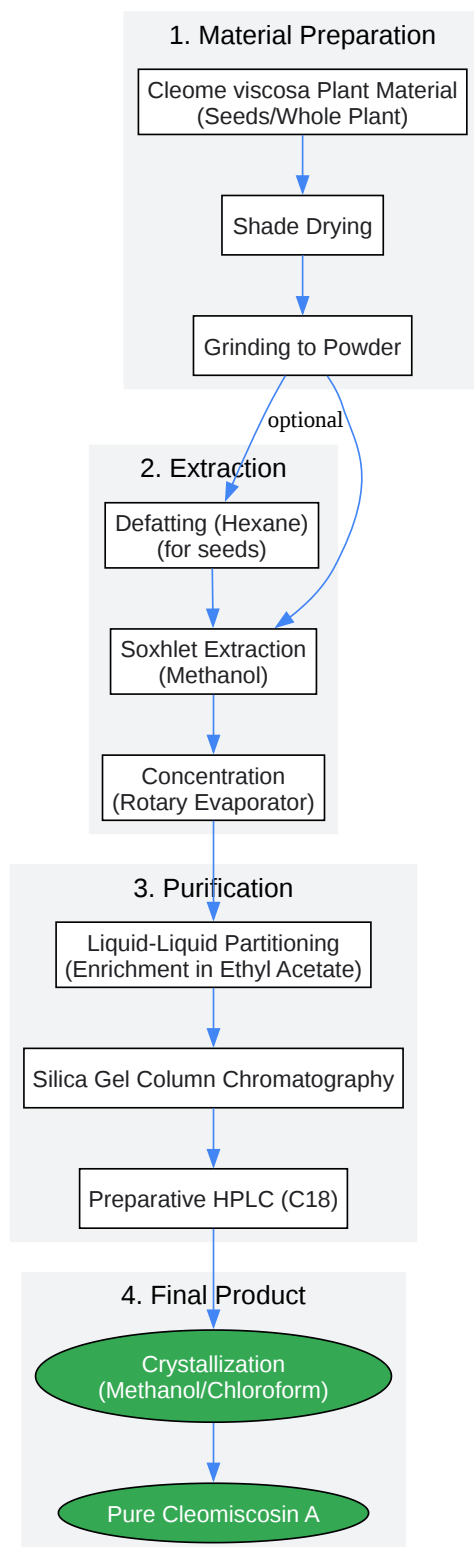 1. Material Preparation
Cleome viscosa Plant Material
(Seeds/Whole Plant)
Shade Drying
Grinding to Powder
optional
2. Extraction
Defatting (Hexane)
(for seeds)
Soxhlet Extraction
(Methanol)
Concentration
(Rotary Evaporator)
3. Purification
Liquid-Liquid Partitioning
(Enrichment in Ethyl Acetate)
Silica Gel Column Chromatography
Preparative HPLC (C18)
4. Final Product
Crystallization
(Methanol/Chloroform)
Pure Cleomiscosin A